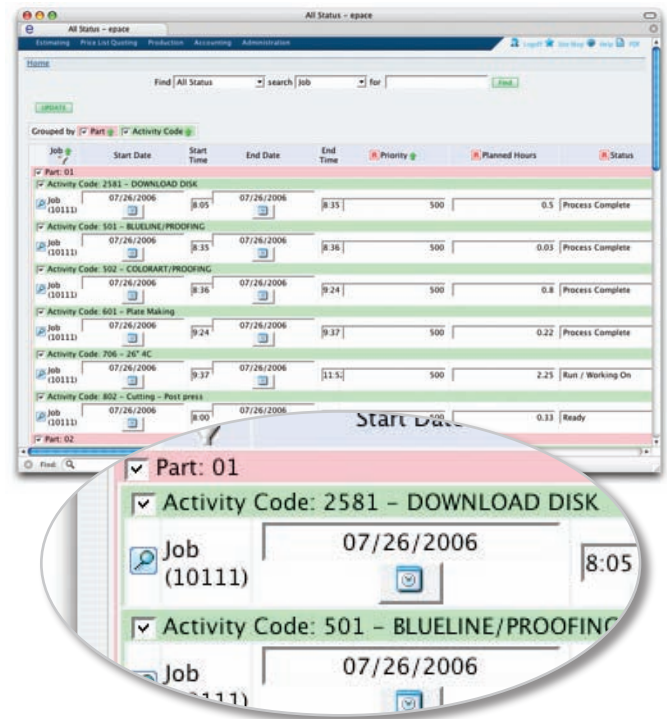 All Status – epace
e All Status – epace
Estimating Price List Quoting Production Accounting Administration Logoff Site Map Help PDF
Home
Find All Status search Job for Find
UPDATE
Grouped by Part Activity Code
Job Start Date Start Time End Date End Time Priority Planned Hours Status
Part: 01
Activity Code: 2581 – DOWNLOAD DISK
Job (10111) 07/26/2006 8:05 07/26/2006 8:35 500 0.5 Process Complete
Activity Code: 501 – BLUELINE/PROOFING
Job (10111) 07/26/2006 8:35 07/26/2006 8:36 500 0.03 Process Complete
Activity Code: 502 – COLORART/PROOFING
Job (10111) 07/26/2006 8:36 07/26/2006 9:24 500 0.8 Process Complete
Activity Code: 601 – Plate Making
Job (10111) 07/26/2006 9:24 07/26/2006 9:37 500 0.22 Process Complete
Activity Code: 706 – 26" 4C
Job (10111) 07/26/2006 9:37 07/26/2006 11:52 500 2.25 Run / Working On
Activity Code: 802 – Cutting – Post press
Job (10111) 07/26/2006 8:00 07/26/2006 500 0.33 Ready
Part: 02
Find:
Start Date
Part: 01
Activity Code: 2581 – DOWNLOAD DISK
Job
(10111)
07/26/2006
8:05
Activity Code: 501 – BLUELINE/PROOFING
Job
07/26/2006